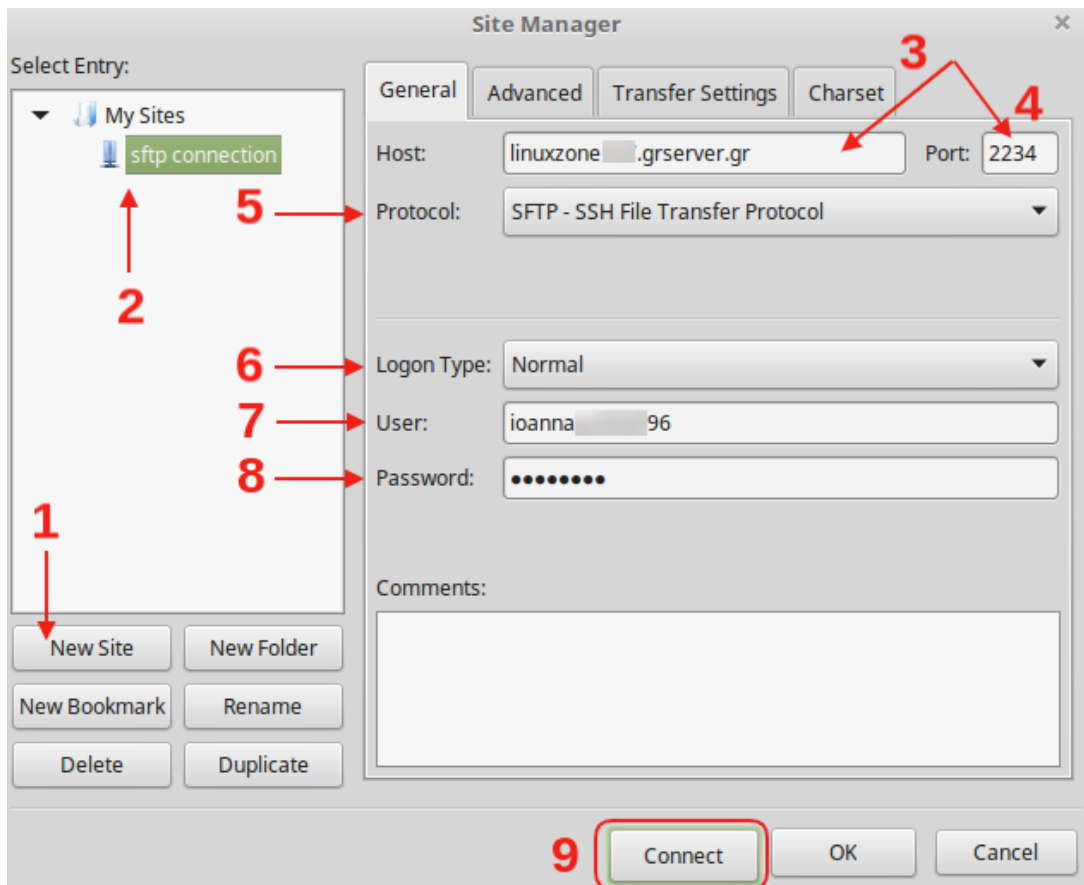 Site Manager
Select Entry:
My Sites
sftp connection
General
Advanced
Transfer Settings
Charset
3
4
Host: linuxzone .grserver.gr Port: 2234
5
Protocol: SFTP - SSH File Transfer Protocol
2
6
Logon Type: Normal
7
User: ioanna 96
8
Password: ••••••••
1
Comments:
New Site
New Folder
New Bookmark
Rename
Delete
Duplicate
9
Connect
OK
Cancel